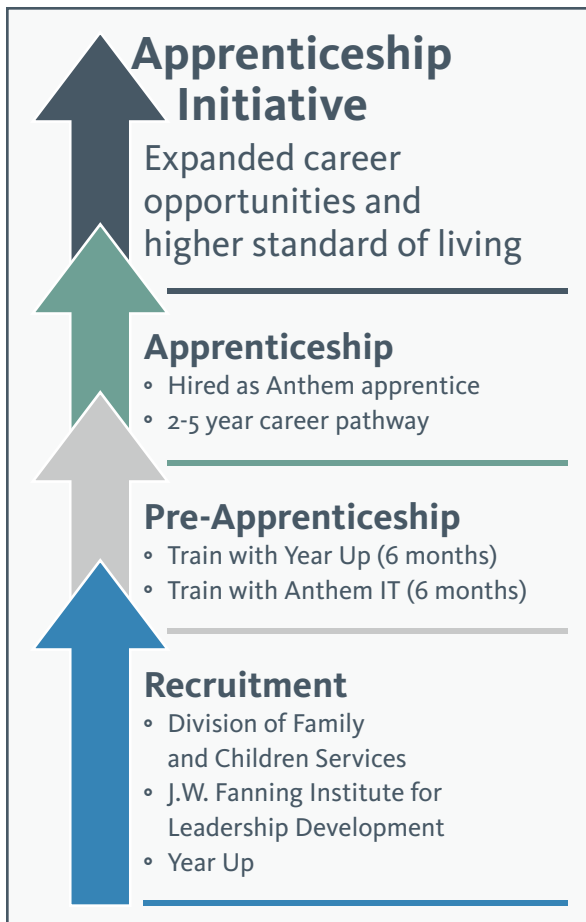 Apprenticeship
Initiative
Expanded career
opportunities and
higher standard of living
Apprenticeship
• Hired as Anthem apprentice
• 2-5 year career pathway
Pre-Apprenticeship
• Train with Year Up (6 months)
• Train with Anthem IT (6 months)
Recruitment
• Division of Family
and Children Services
• J.W. Fanning Institute for
Leadership Development
• Year Up